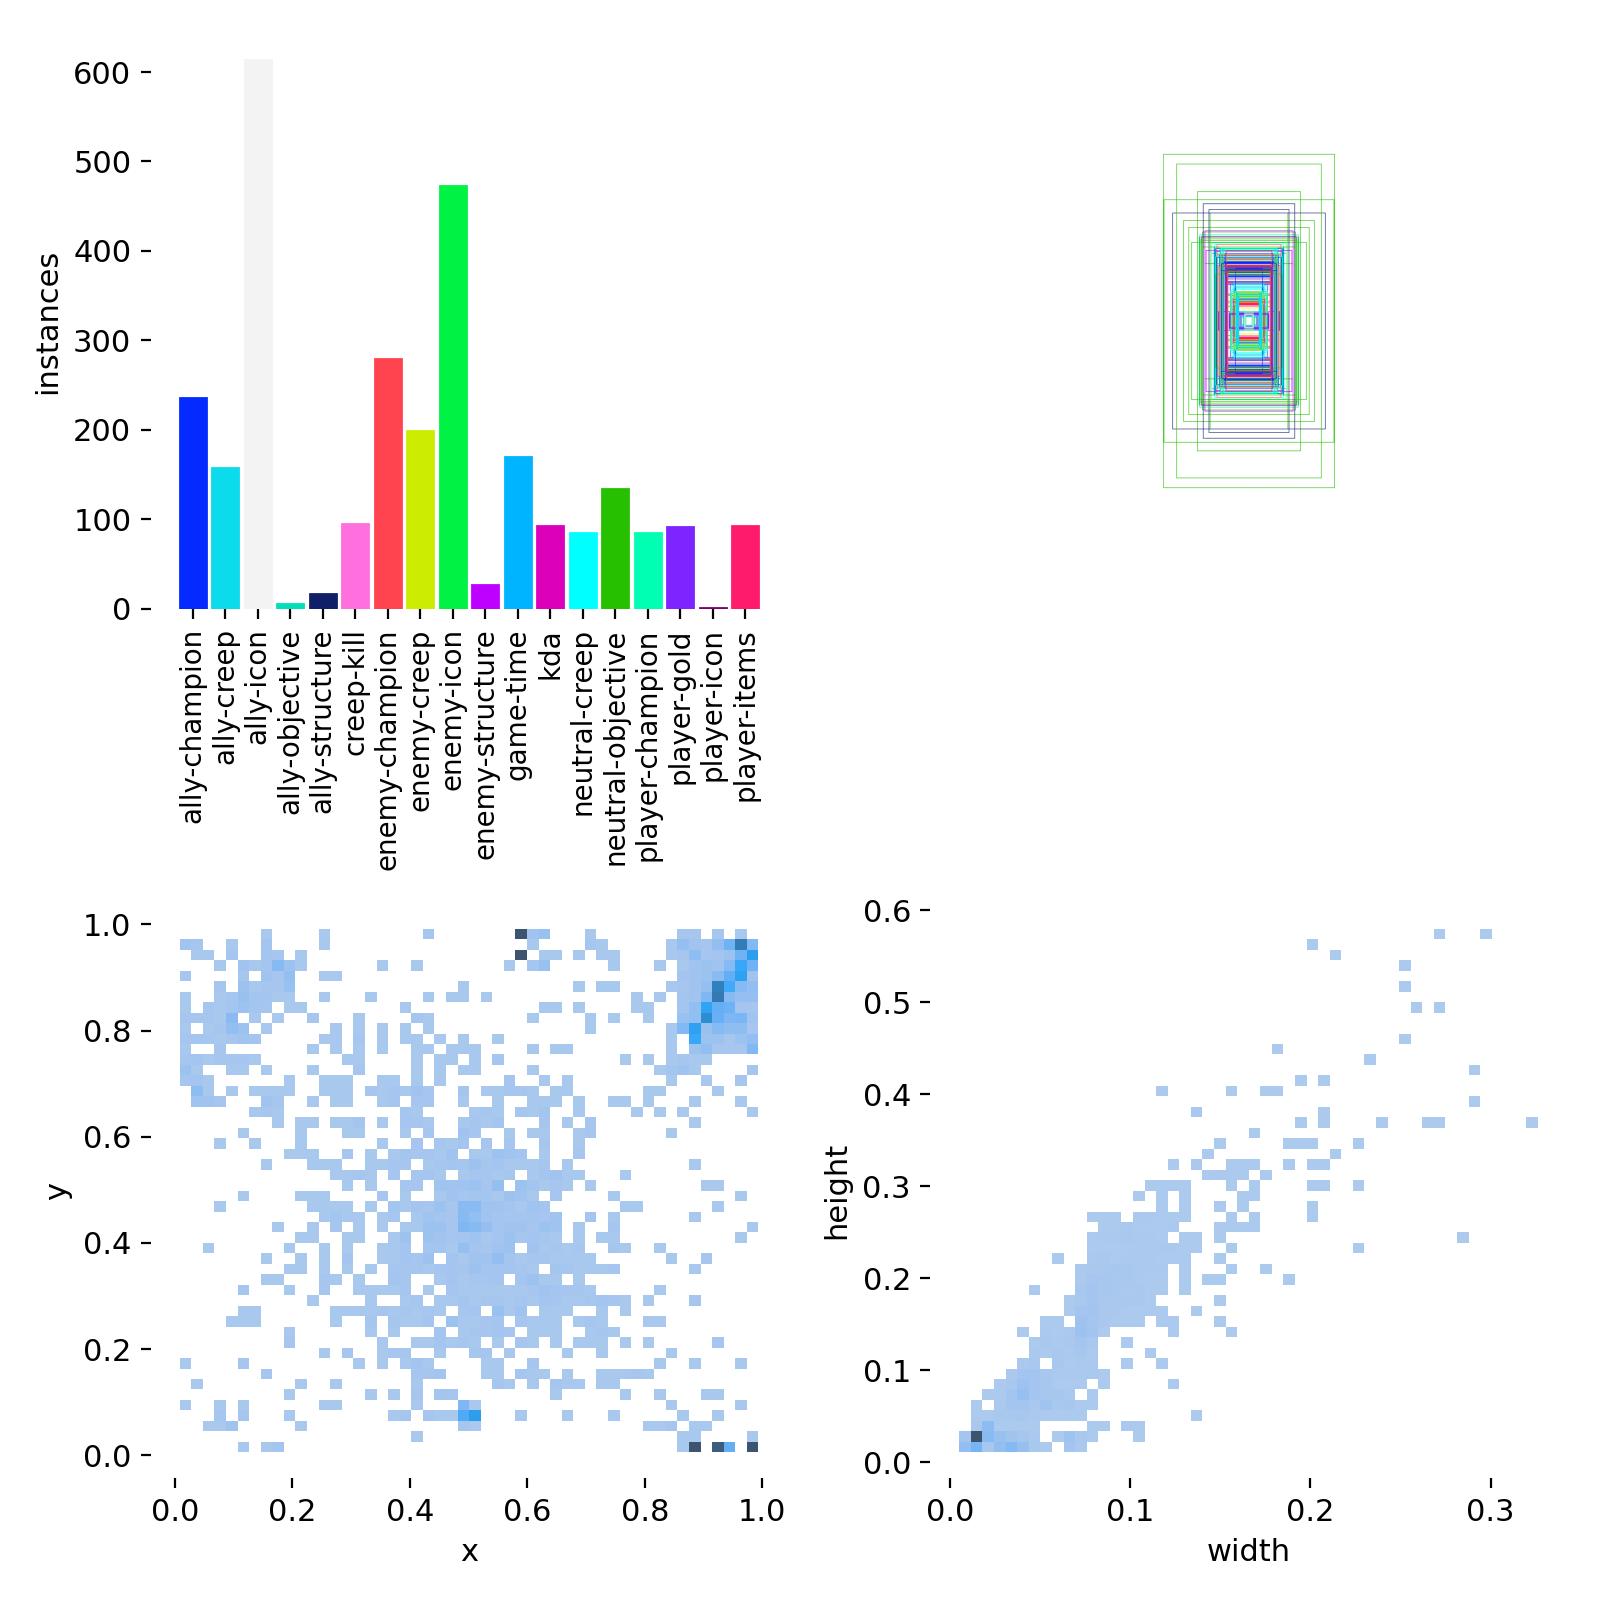 600
500
400
300
200
100
0
instances
ally-champion
ally-creep
ally-icon
ally-objective
ally-structure
creep-kill
enemy-champion
enemy-creep
enemy-icon
enemy-structure
game-time
kda
neutral-creep
neutral-objective
player-champion
player-gold
player-icon
player-items
1.0
0.8
0.6
0.4
0.2
0.0
y
0.0 0.2 0.4 0.6 0.8 1.0
x
0.6
0.5
0.4
0.3
0.2
0.1
0.0
height
0.0 0.1 0.2 0.3
width